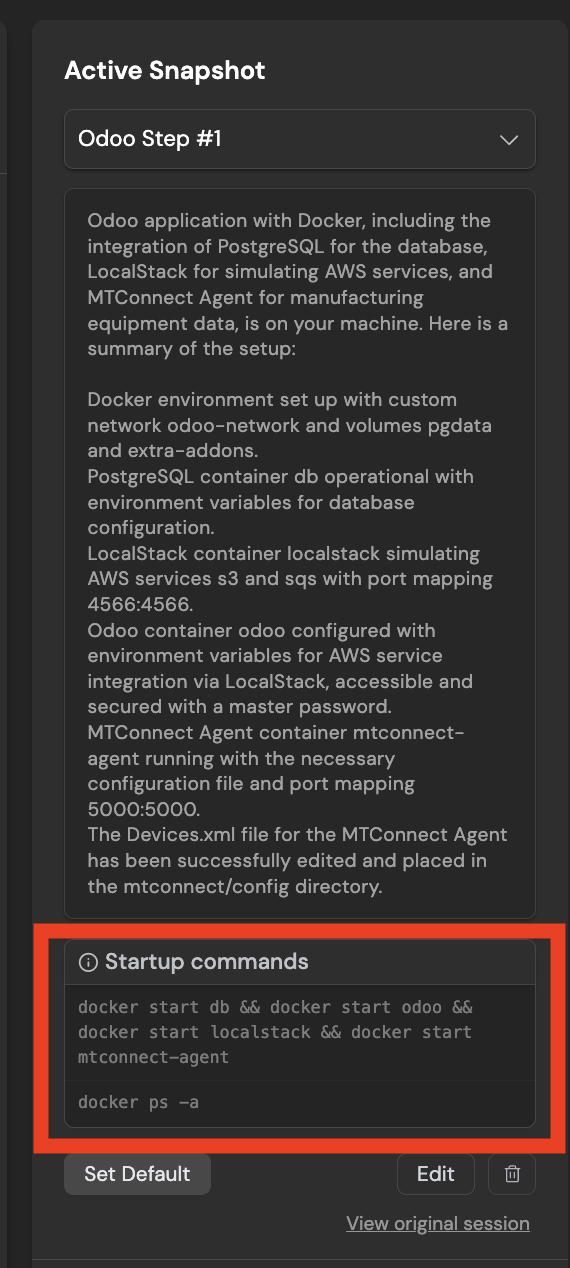 Active Snapshot
Odoo Step #1
Odoo application with Docker, including the
integration of PostgreSQL for the database,
LocalStack for simulating AWS services, and
MTConnect Agent for manufacturing
equipment data, is on your machine. Here is a
summary of the setup:
Docker environment set up with custom
network odoo-network and volumes pgdata
and extra-addons.
PostgreSQL container db operational with
environment variables for database
configuration.
LocalStack container localstack simulating
AWS services s3 and sqs with port mapping
4566:4566.
Odoo container odoo configured with
environment variables for AWS service
integration via LocalStack, accessible and
secured with a master password.
MTConnect Agent container mtconnect-
agent running with the necessary
configuration file and port mapping
5000:5000.
The Devices.xml file for the MTConnect Agent
has been successfully edited and placed in
the mtconnect/config directory.
Startup commands
docker start db && docker start odoo &&
docker start localstack && docker start
mtconnect-agent
docker ps -a
Set Default
Edit
View original session